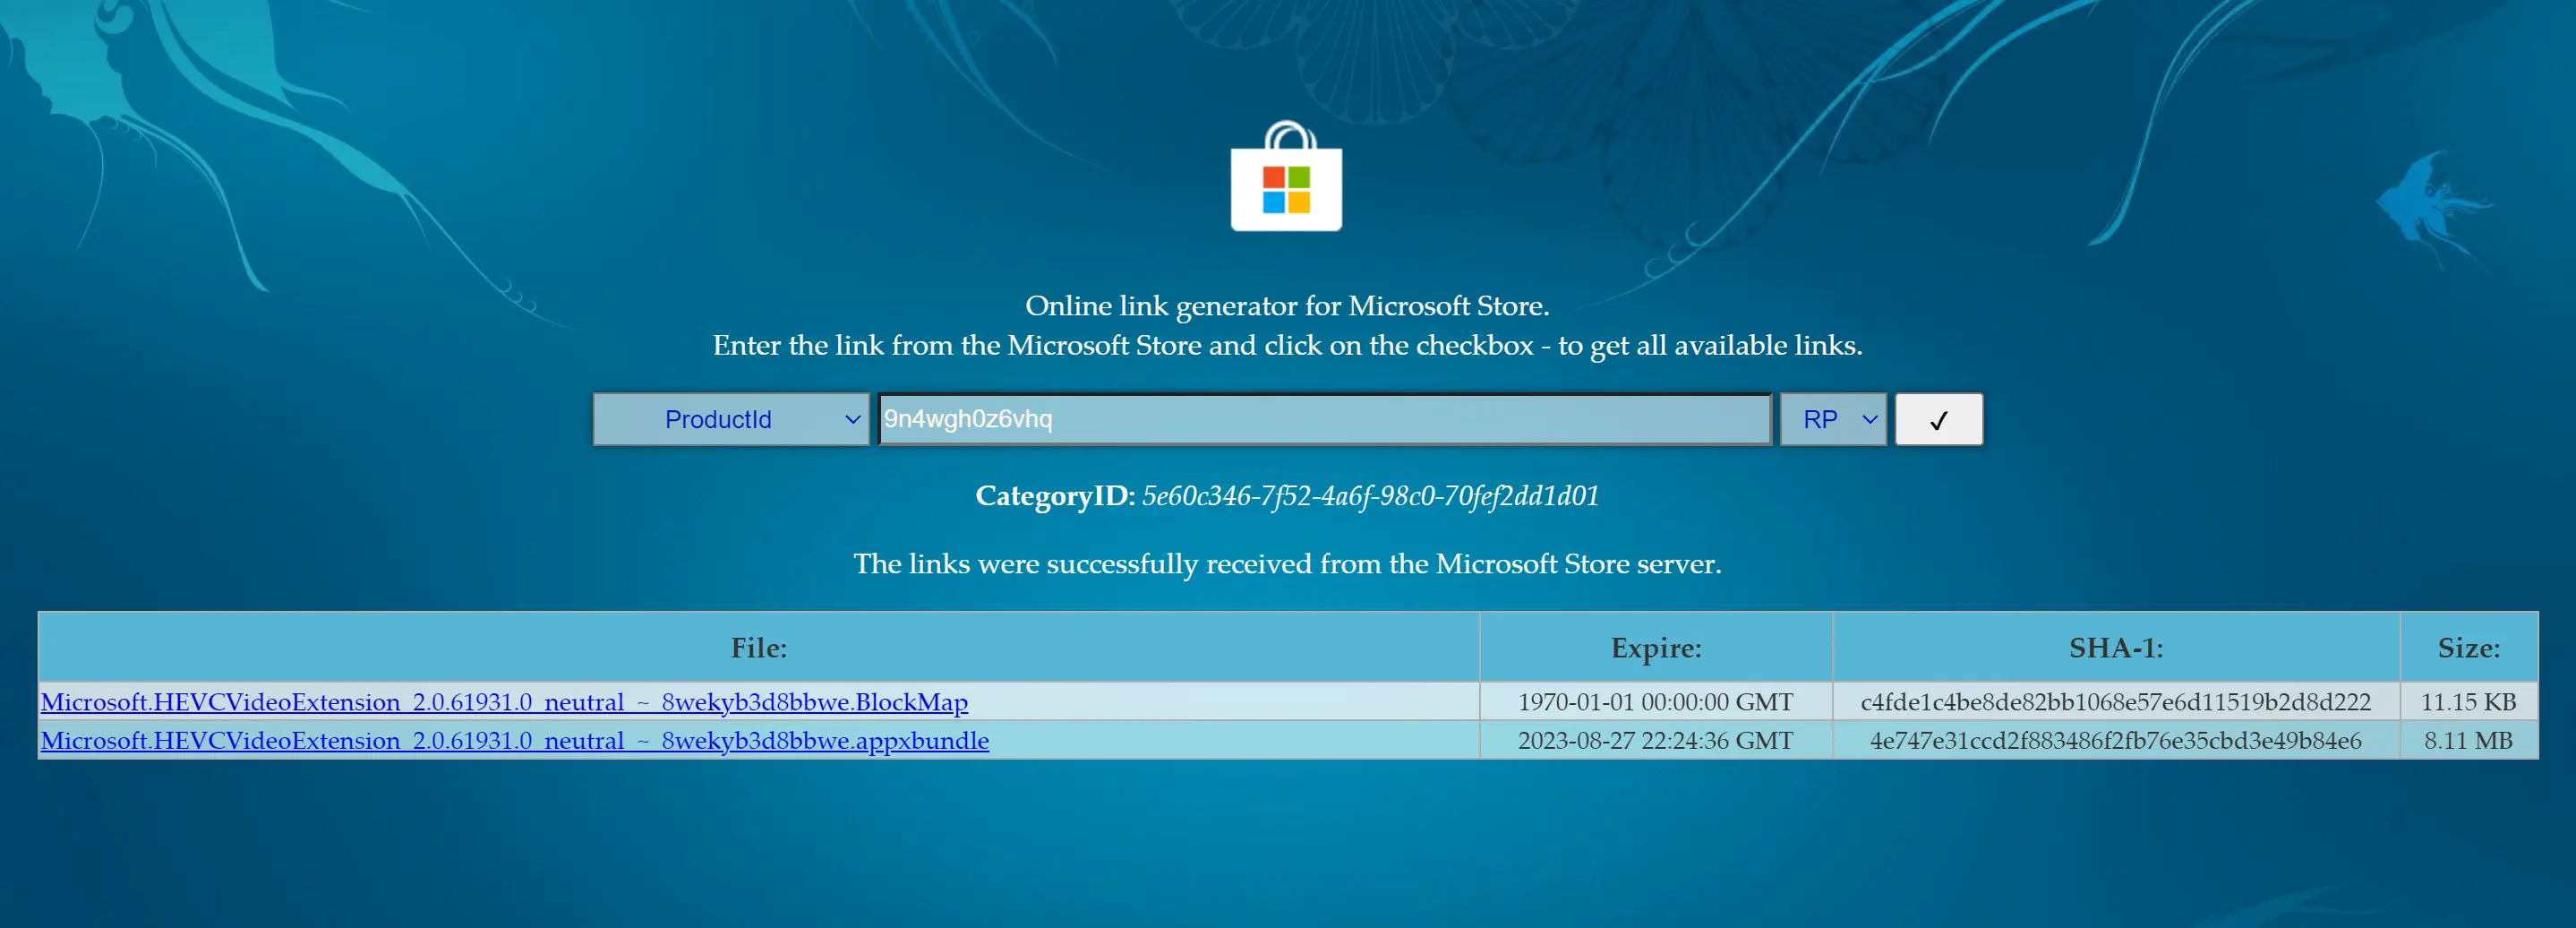 Online link generator for Microsoft Store.
Enter the link from the Microsoft Store and click on the checkbox - to get all available links.
ProductId 9n4wgh0z6vhq RP ✓
CategoryID: 5e60c346-7f52-4a6f-98c0-70fef2dd1d01
The links were successfully received from the Microsoft Store server.
File: Expire: SHA-1: Size:
Microsoft.HEVCVideoExtension_2.0.61931.0_neutral_~_8wekyb3d8bbwe.BlockMap 1970-01-01 00:00:00 GMT c4fde1c4be8de82bb1068e57e6d11519b2d8d222 11.15 KB
Microsoft.HEVCVideoExtension_2.0.61931.0_neutral_~_8wekyb3d8bbwe.appxbundle 2023-08-27 22:24:36 GMT 4e747e31ccd2f883486f2fb76e35cbd3e49b84e6 8.11 MB